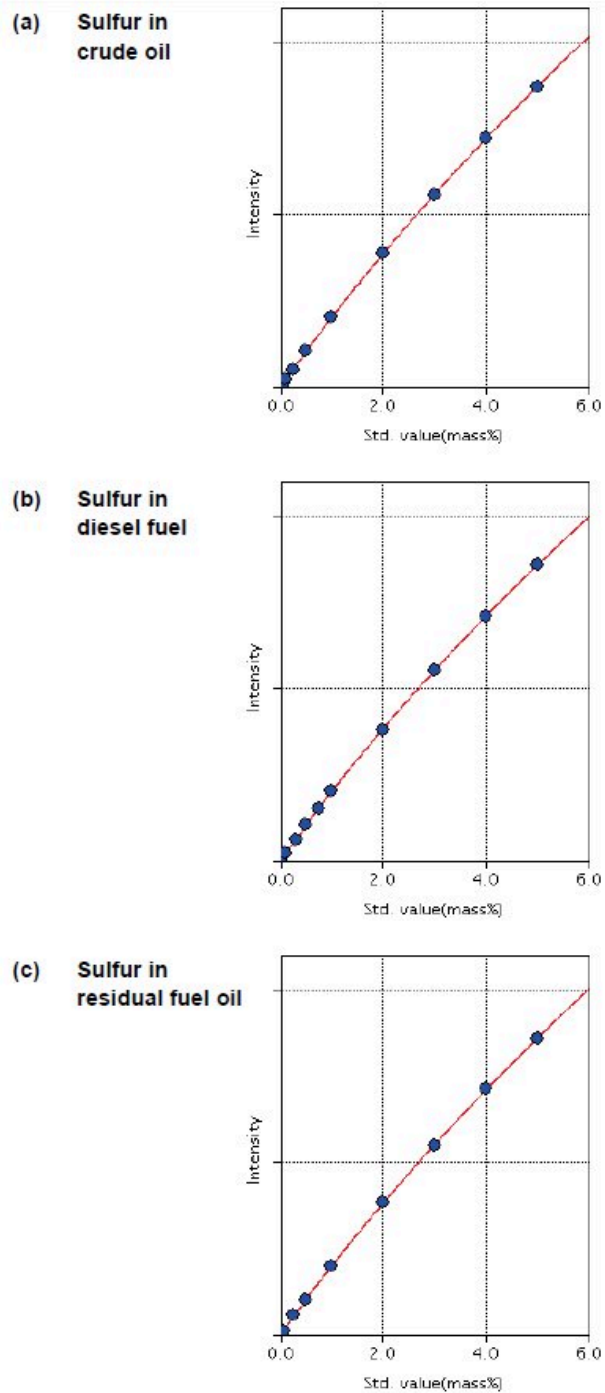 (a) Sulfur in
crude oil
Intensity
0.0 2.0 4.0 6.0
Std. value(mass%)
(b) Sulfur in
diesel fuel
Intensity
0.0 2.0 4.0 6.0
Std. value(mass%)
(c) Sulfur in
residual fuel oil
Intensity
0.0 2.0 4.0 6.0
Std. value(mass%)